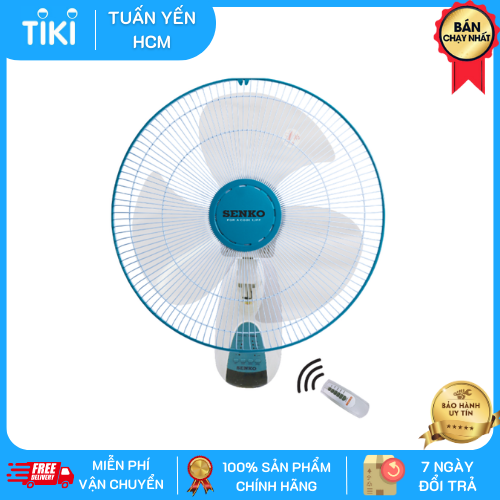 TIKI
TUẤN YẾN
HCM
BÁN
CHẠY NHẤT
SENKO
SENKO
BẢO HÀNH
UY TÍN
FREE
DELIVERY
MIỄN PHÍ
VẬN CHUYỂN
100% SẢN PHẨM
CHÍNH HÃNG
7 NGÀY
ĐỔI TRẢ